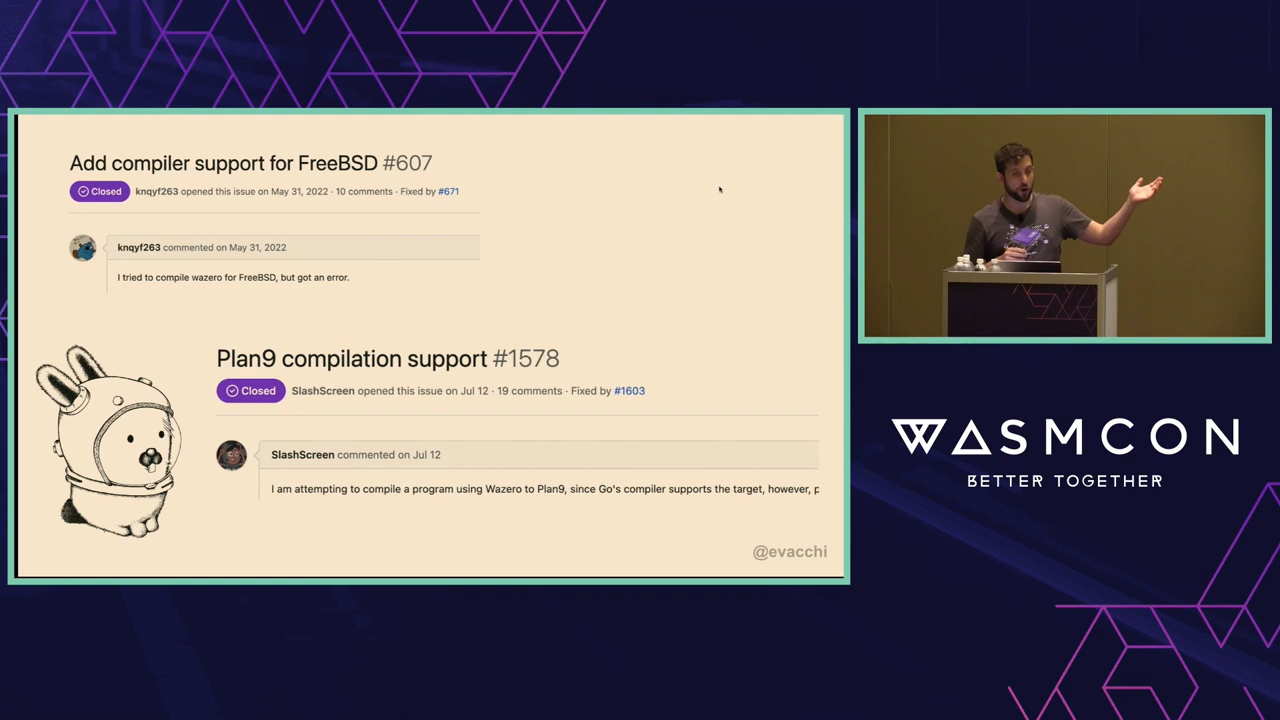 Add compiler support for FreeBSD #607
Closed knqyf263 opened this issue on May 31, 2022 · 10 comments · Fixed by #671
knqyf263 commented on May 31, 2022
I tried to compile wazero for FreeBSD, but got an error.
Plan9 compilation support #1578
Closed SlashScreen opened this issue on Jul 12 · 19 comments · Fixed by #1603
SlashScreen commented on Jul 12
I am attempting to compile a program using Wazero to Plan9, since Go's compiler supports the target, however, p
@evacchi
WASMCON
BETTER TOGETHER